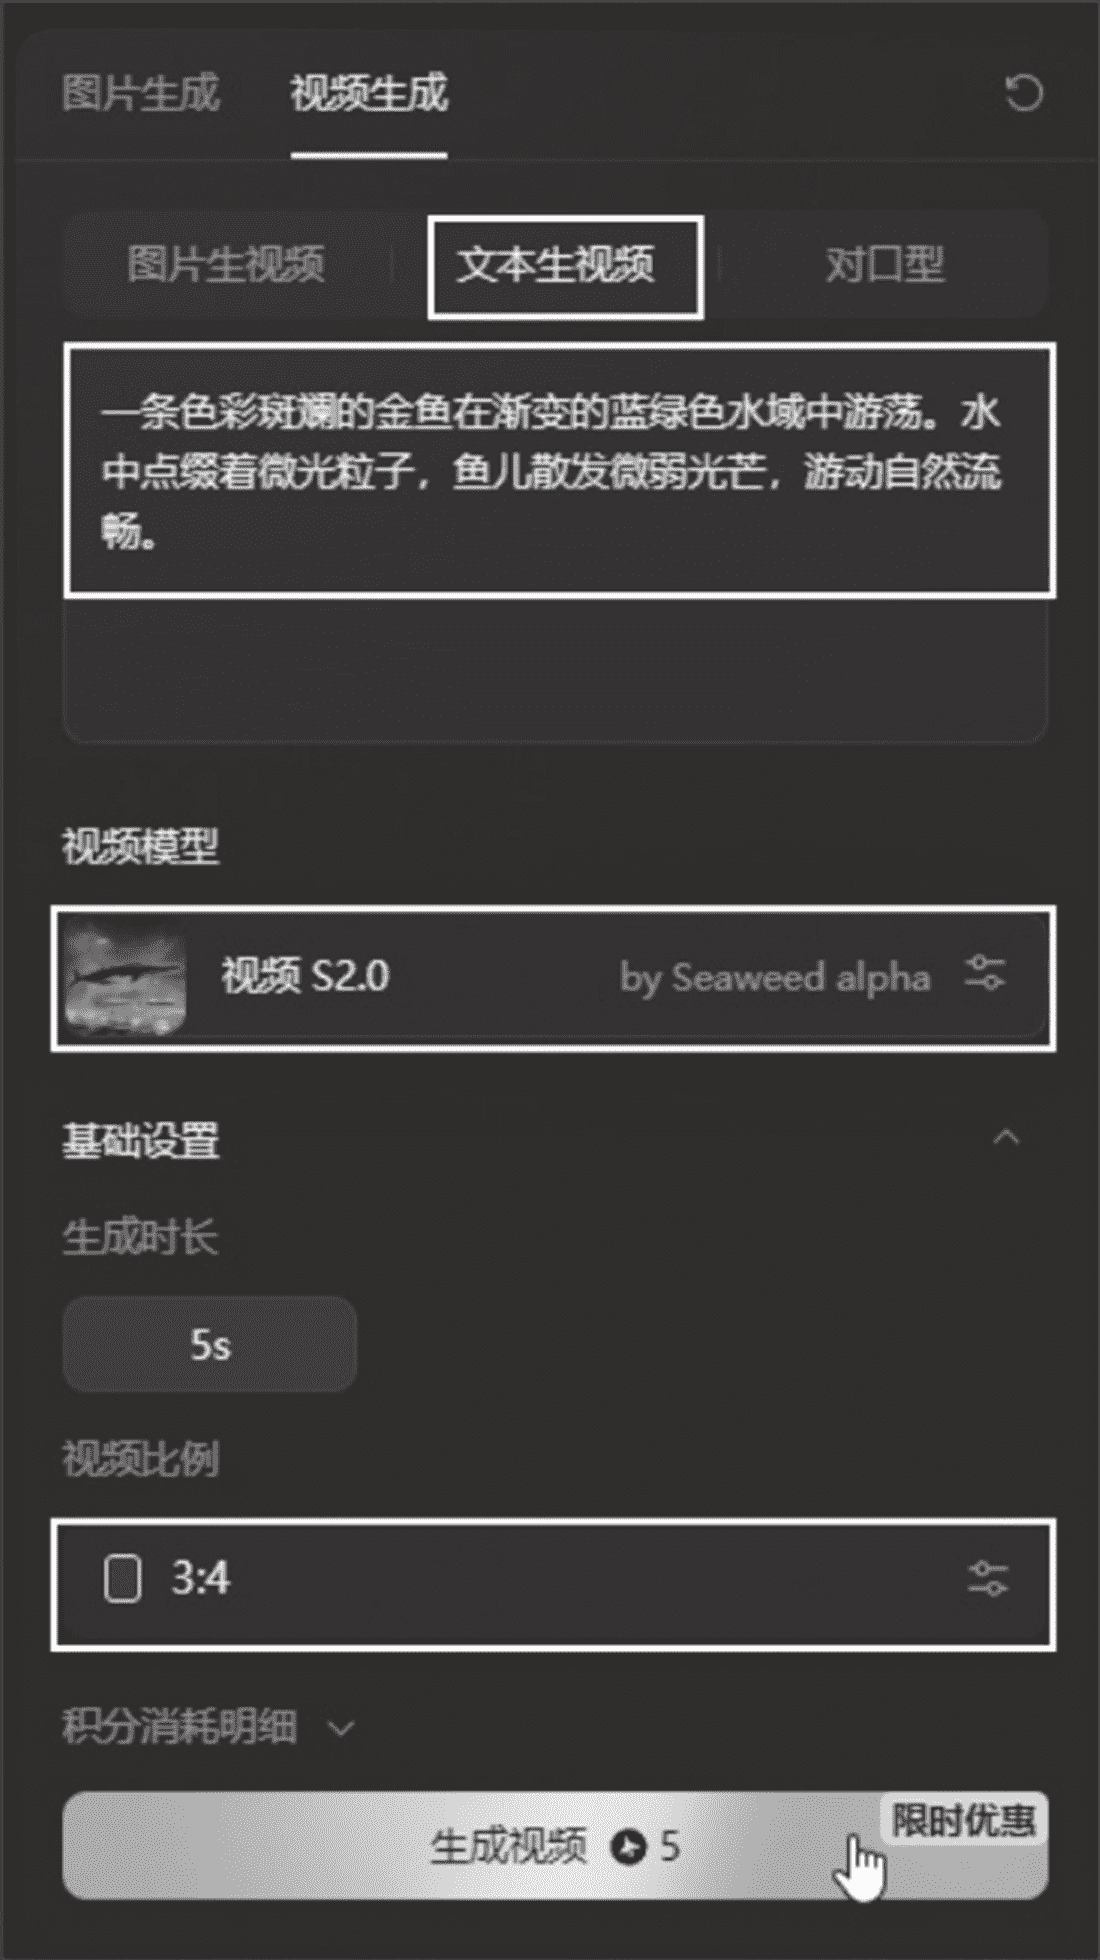 图片生成 视频生成
图片生视频 文本生视频 对口型
一条色彩斑斓的金鱼在渐变的蓝绿色水域中游荡。水
中点缀着微光粒子，鱼儿散发微弱光芒，游动自然流
畅。
视频模型
视频 S2.0 by Seaweed alpha
基础设置
生成时长
5s
视频比例
3:4
积分消耗明细
限时优惠
生成视频 5